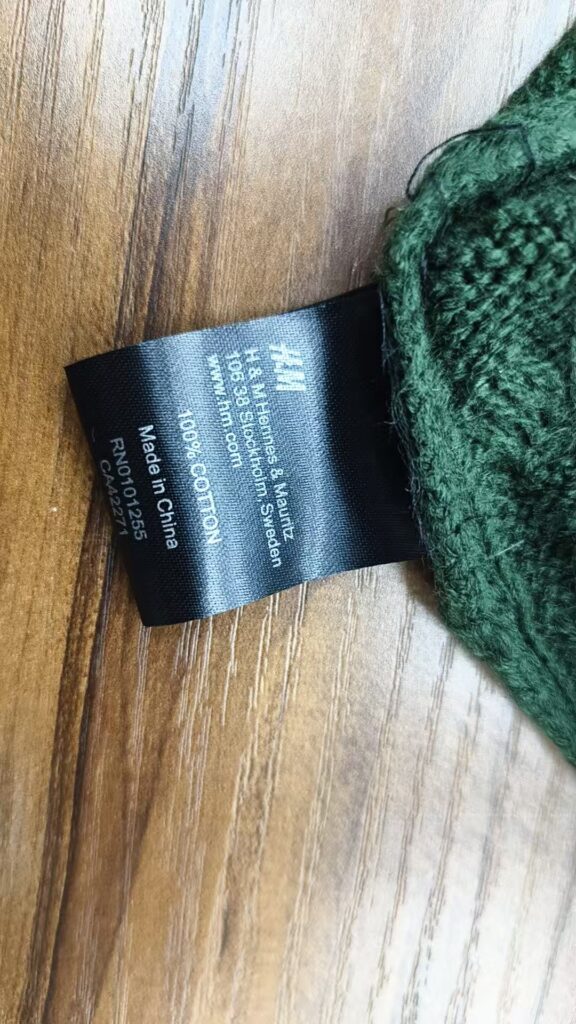 H&M
H & M Hennes & Mauritz
106 38 Stockholm, Sweden
www.hm.com
100% COTTON
Made in China
RN0101255
CA42271